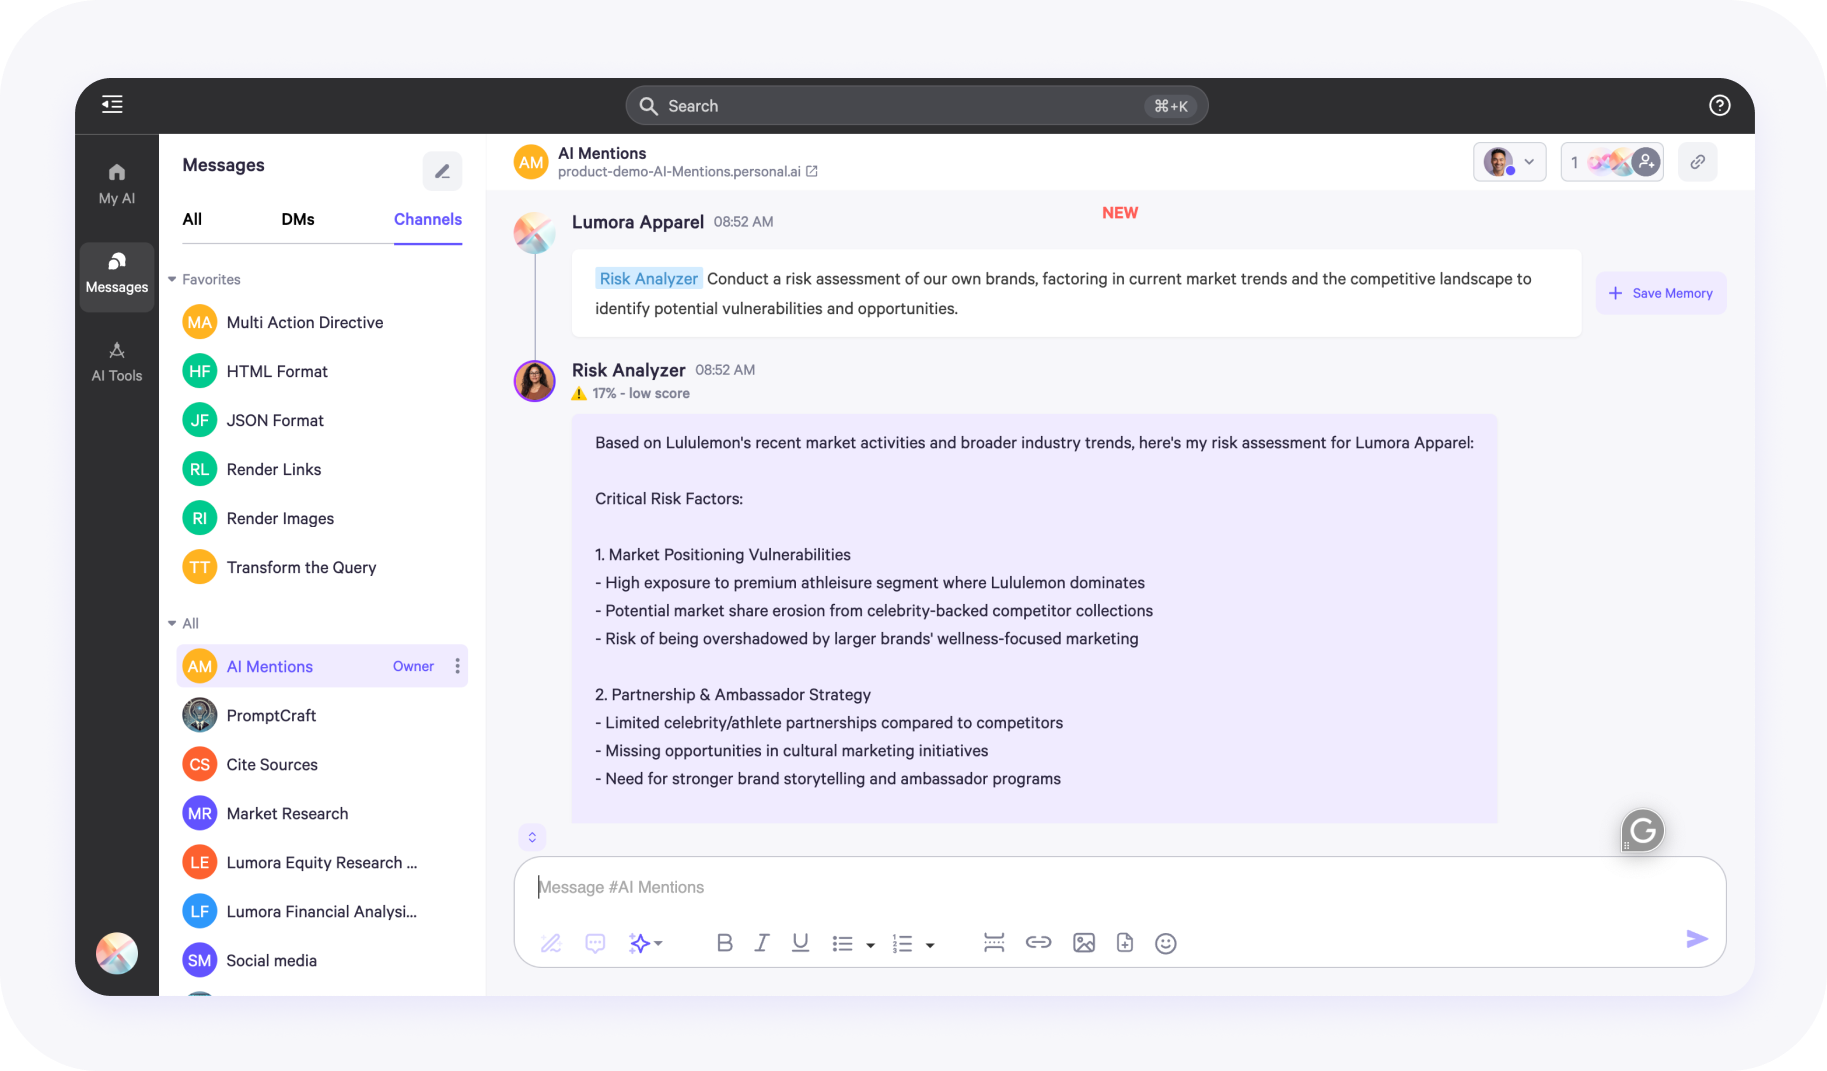 Search
⌘+K
My AI
Messages
AI Tools
Messages
All
DMs
Channels
Favorites
MA Multi Action Directive
HF HTML Format
JF JSON Format
RL Render Links
RI Render Images
TT Transform the Query
All
AM AI Mentions Owner
PromptCraft
CS Cite Sources
MR Market Research
LE Lumora Equity Research ...
LF Lumora Financial Analysi...
SM Social media
AM AI Mentions
product-demo-AI-Mentions.personal.ai
1
NEW
Lumora Apparel 08:52 AM
Risk Analyzer Conduct a risk assessment of our own brands, factoring in current market trends and the competitive landscape to
identify potential vulnerabilities and opportunities.
+ Save Memory
Risk Analyzer 08:52 AM
17% - low score
Based on Lululemon's recent market activities and broader industry trends, here's my risk assessment for Lumora Apparel:
Critical Risk Factors:
1. Market Positioning Vulnerabilities
- High exposure to premium athleisure segment where Lululemon dominates
- Potential market share erosion from celebrity-backed competitor collections
- Risk of being overshadowed by larger brands' wellness-focused marketing
2. Partnership & Ambassador Strategy
- Limited celebrity/athlete partnerships compared to competitors
- Missing opportunities in cultural marketing initiatives
- Need for stronger brand storytelling and ambassador programs
G
Message #AI Mentions
B I U